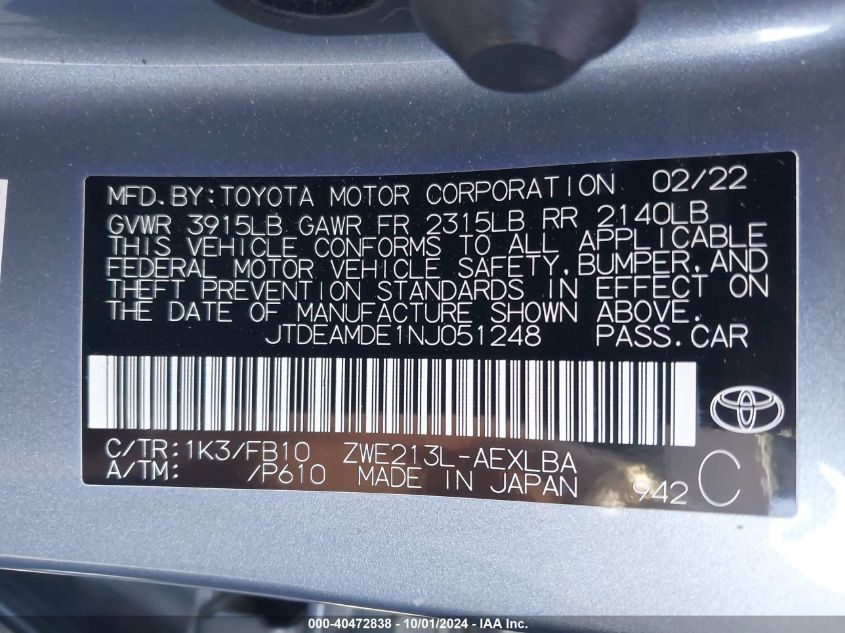 MFD.BY:TOYOTA MOTOR CORPORATION 02/22
GVWR 3915LB GAWR FR 2315LB RR 2140LB
THIS VEHICLE CONFORMS TO ALL APPLICABLE
FEDERAL MOTOR VEHICLE SAFETY,BUMPER,AND
THEFT PREVENTION STANDARDS IN EFFECT ON
THE DATE OF MANUFACTURE SHOWN ABOVE.
JTDEAMDE1NJ051248 PASS.CAR
C/TR:1K3/FB10 ZWE213L-AEXLBA
A/TM: /P610 MADE IN JAPAN 942 C
000-40472838 - 10/01/2024 - IAA Inc.